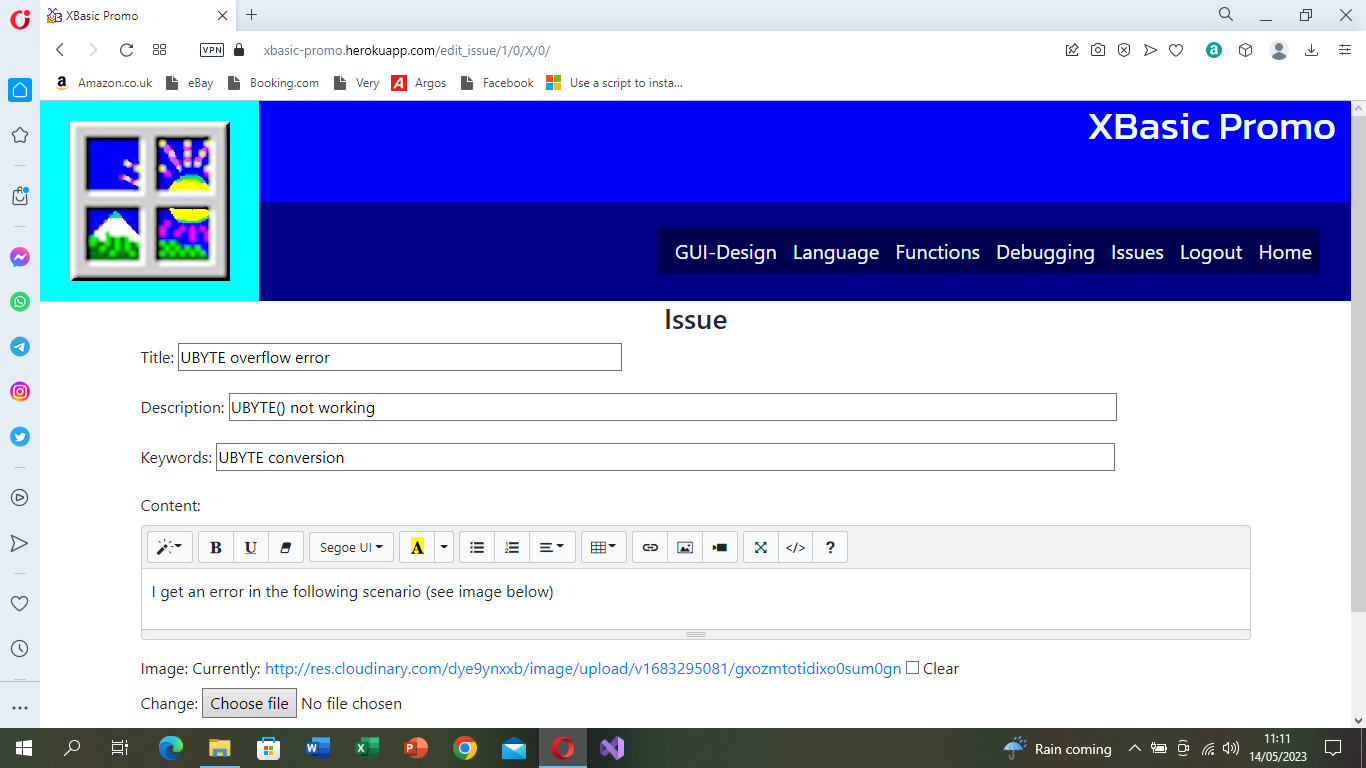 XBasic Promo
VPN
xbasic-promo.herokuapp.com/edit_issue/1/0/X/0/
Amazon.co.uk eBay Booking.com Very Argos Facebook Use a script to insta...
XBasic Promo
GUI-Design Language Functions Debugging Issues Logout Home
Issue
Title: UBYTE overflow error
Description: UBYTE() not working
Keywords: UBYTE conversion
Content:
B U Segoe UI A </> ?
I get an error in the following scenario (see image below)
Image: Currently: http://res.cloudinary.com/dye9ynxxb/image/upload/v1683295081/gxozmtotidixo0sum0gn Clear
Change: Choose file No file chosen
Rain coming
11:11
14/05/2023